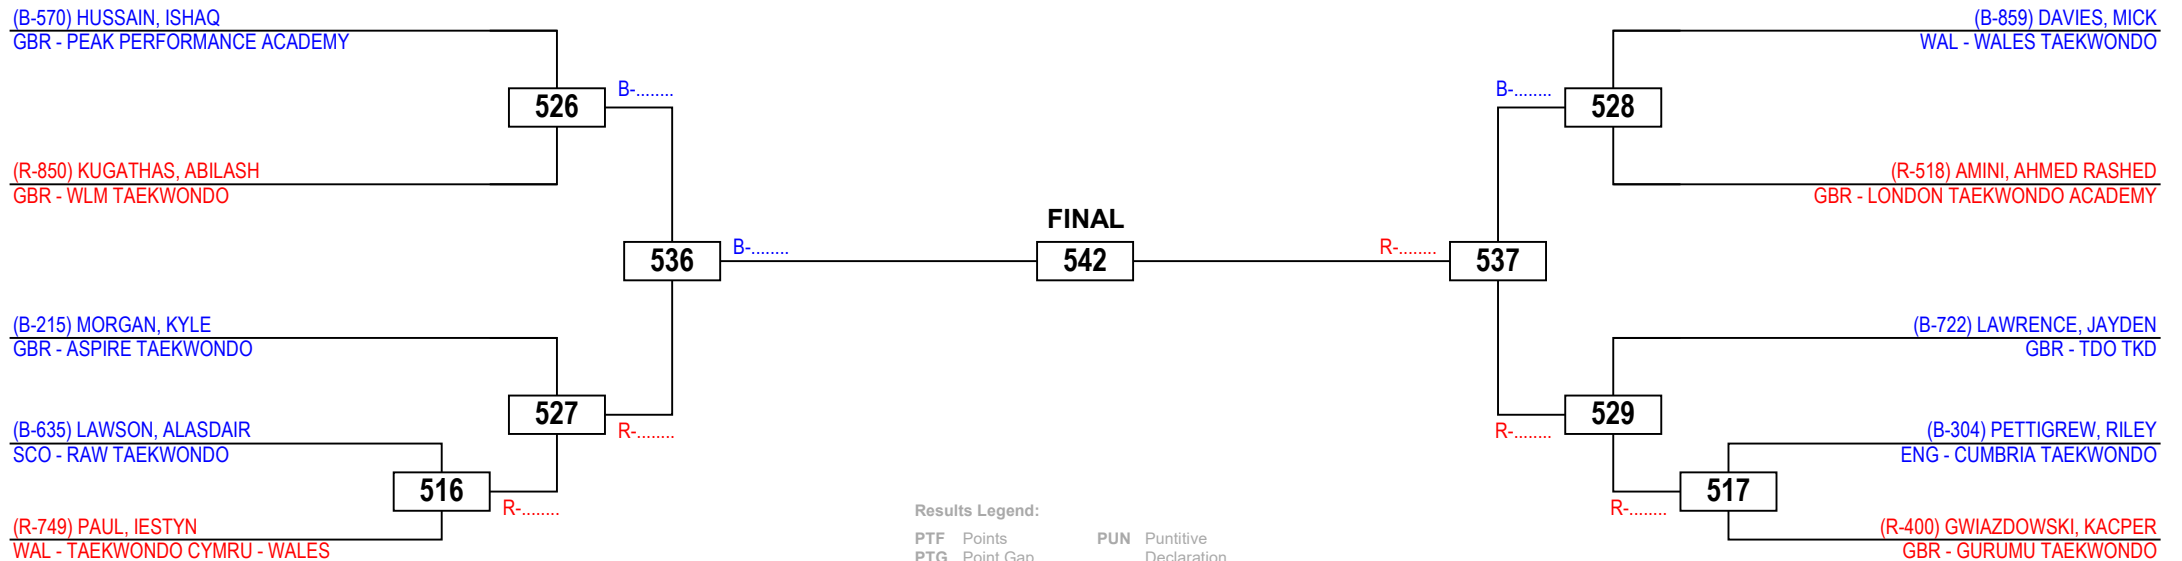 (B-570) HUSSAIN, ISHAQ
GBR - PEAK PERFORMANCE ACADEMY
526
B-........
(R-850) KUGATHAS, ABILASH
GBR - WLM TAEKWONDO
536
B-........
(B-215) MORGAN, KYLE
GBR - ASPIRE TAEKWONDO
527
R-........
(B-635) LAWSON, ALASDAIR
SCO - RAW TAEKWONDO
516
R-........
(R-749) PAUL, IESTYN
WAL - TAEKWONDO CYMRU - WALES
FINAL
542
(B-859) DAVIES, MICK
WAL - WALES TAEKWONDO
B-........
528
(R-518) AMINI, AHMED RASHED
GBR - LONDON TAEKWONDO ACADEMY
R-........
537
(B-722) LAWRENCE, JAYDEN
GBR - TDO TKD
529
R-........
(B-304) PETTIGREW, RILEY
ENG - CUMBRIA TAEKWONDO
517
R-........
(R-400) GWIAZDOWSKI, KACPER
GBR - GURUMU TAEKWONDO
Results Legend:
PTF Points PUN Puntitive
PTG Point Gap Declaration